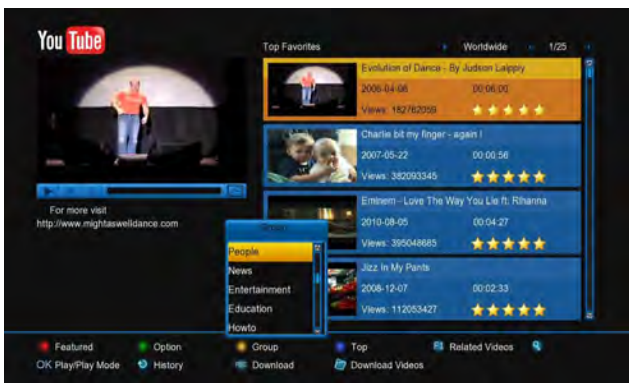 You Tube
Top Favorites
Worldwide
1/25
Evolution of Dance - By Judson Laipply
2006-04-06
00:06:00
Views: 182762059
Charlie bit my finger - again !
2007-05-22
00:00:56
Views: 382093345
Eminem - Love The Way You Lie ft. Rihanna
2010-08-05
00:04:27
Views: 395048685
Jizz In My Pants
2008-12-07
00:02:33
Views: 112053427
For more visit
http://www.mightaswelldance.com
Group
People
News
Entertainment
Education
Howto
Featured
Option
Group
Top
Related Videos
OK Play/Play Mode
History
Download
Download Videos